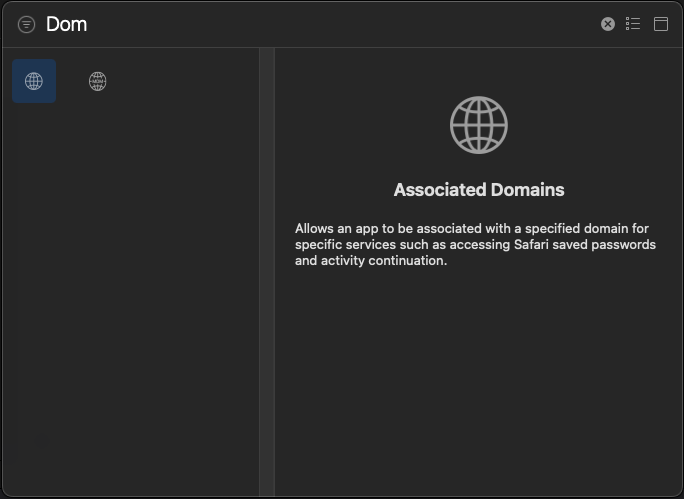 Dom
MDM
Associated Domains
Allows an app to be associated with a specified domain for
specific services such as accessing Safari saved passwords
and activity continuation.